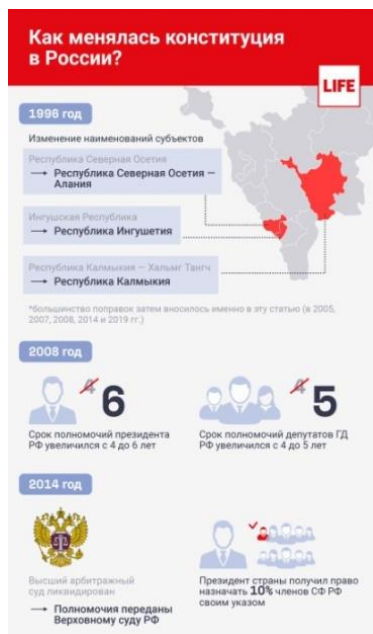 Как менялась конституция
в России?
LIFE
1996 год
Изменение наименований субъектов
Республика Северная Осетия
→ Республика Северная Осетия —
Алания
Ингушская Республика
→ Республика Ингушетия
Республика Калмыкия — Хальмг Тангч
→ Республика Калмыкия
*большинство поправок затем вносилось именно в эту статью (в 2005,
2007, 2008, 2014 и 2019 гг.)
2008 год
4 6
Срок полномочий президента
РФ увеличился с 4 до 6 лет
4 5
Срок полномочий депутатов ГД
РФ увеличился с 4 до 5 лет
2014 год
Высший арбитражный
суд ликвидирован
→ Полномочия переданы
Верховному суду РФ
Президент страны получил право
назначать 10% членов СФ РФ
своим указом